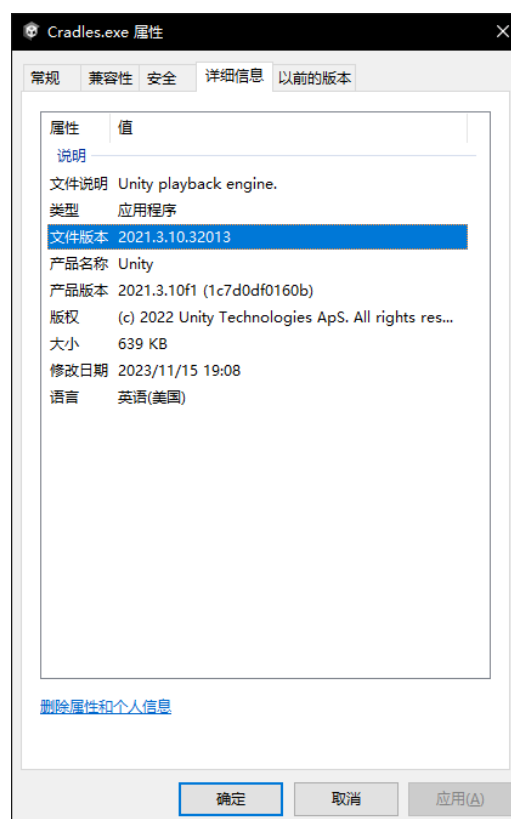 Cradles.exe 属性
常规 兼容性 安全 详细信息 以前的版本
属性 值
说明
文件说明 Unity playback engine.
类型 应用程序
文件版本 2021.3.10.32013
产品名称 Unity
产品版本 2021.3.10f1 (1c7d0df0160b)
版权 (c) 2022 Unity Technologies ApS. All rights res...
大小 639 KB
修改日期 2023/11/15 19:08
语言 英语(美国)
删除属性和个人信息
确定 取消 应用(A)